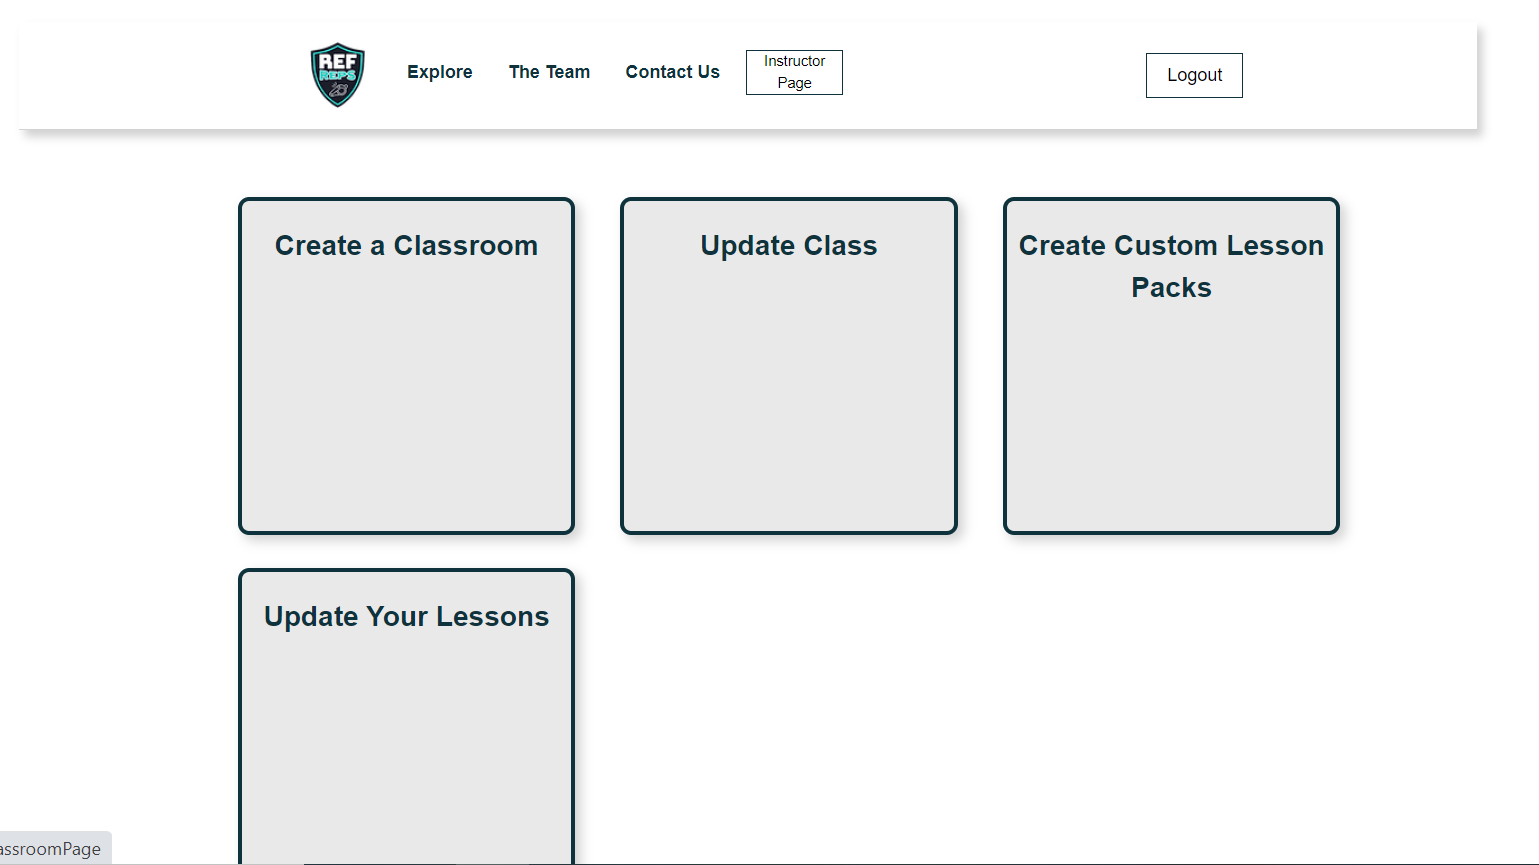 REF
REPS
Explore
The Team
Contact Us
Instructor
Page
Logout
Create a Classroom
Update Class
Create Custom Lesson
Packs
Update Your Lessons
assroomPage